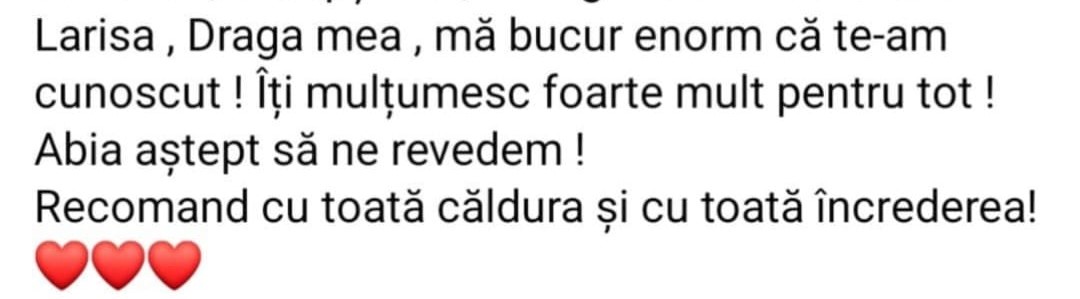 Larisa , Draga mea , mă bucur enorm că te-am
cunoscut ! Îți mulțumesc foarte mult pentru tot !
Abia aștept să ne revedem !
Recomand cu toată căldura și cu toată încrederea!
❤️❤️❤️